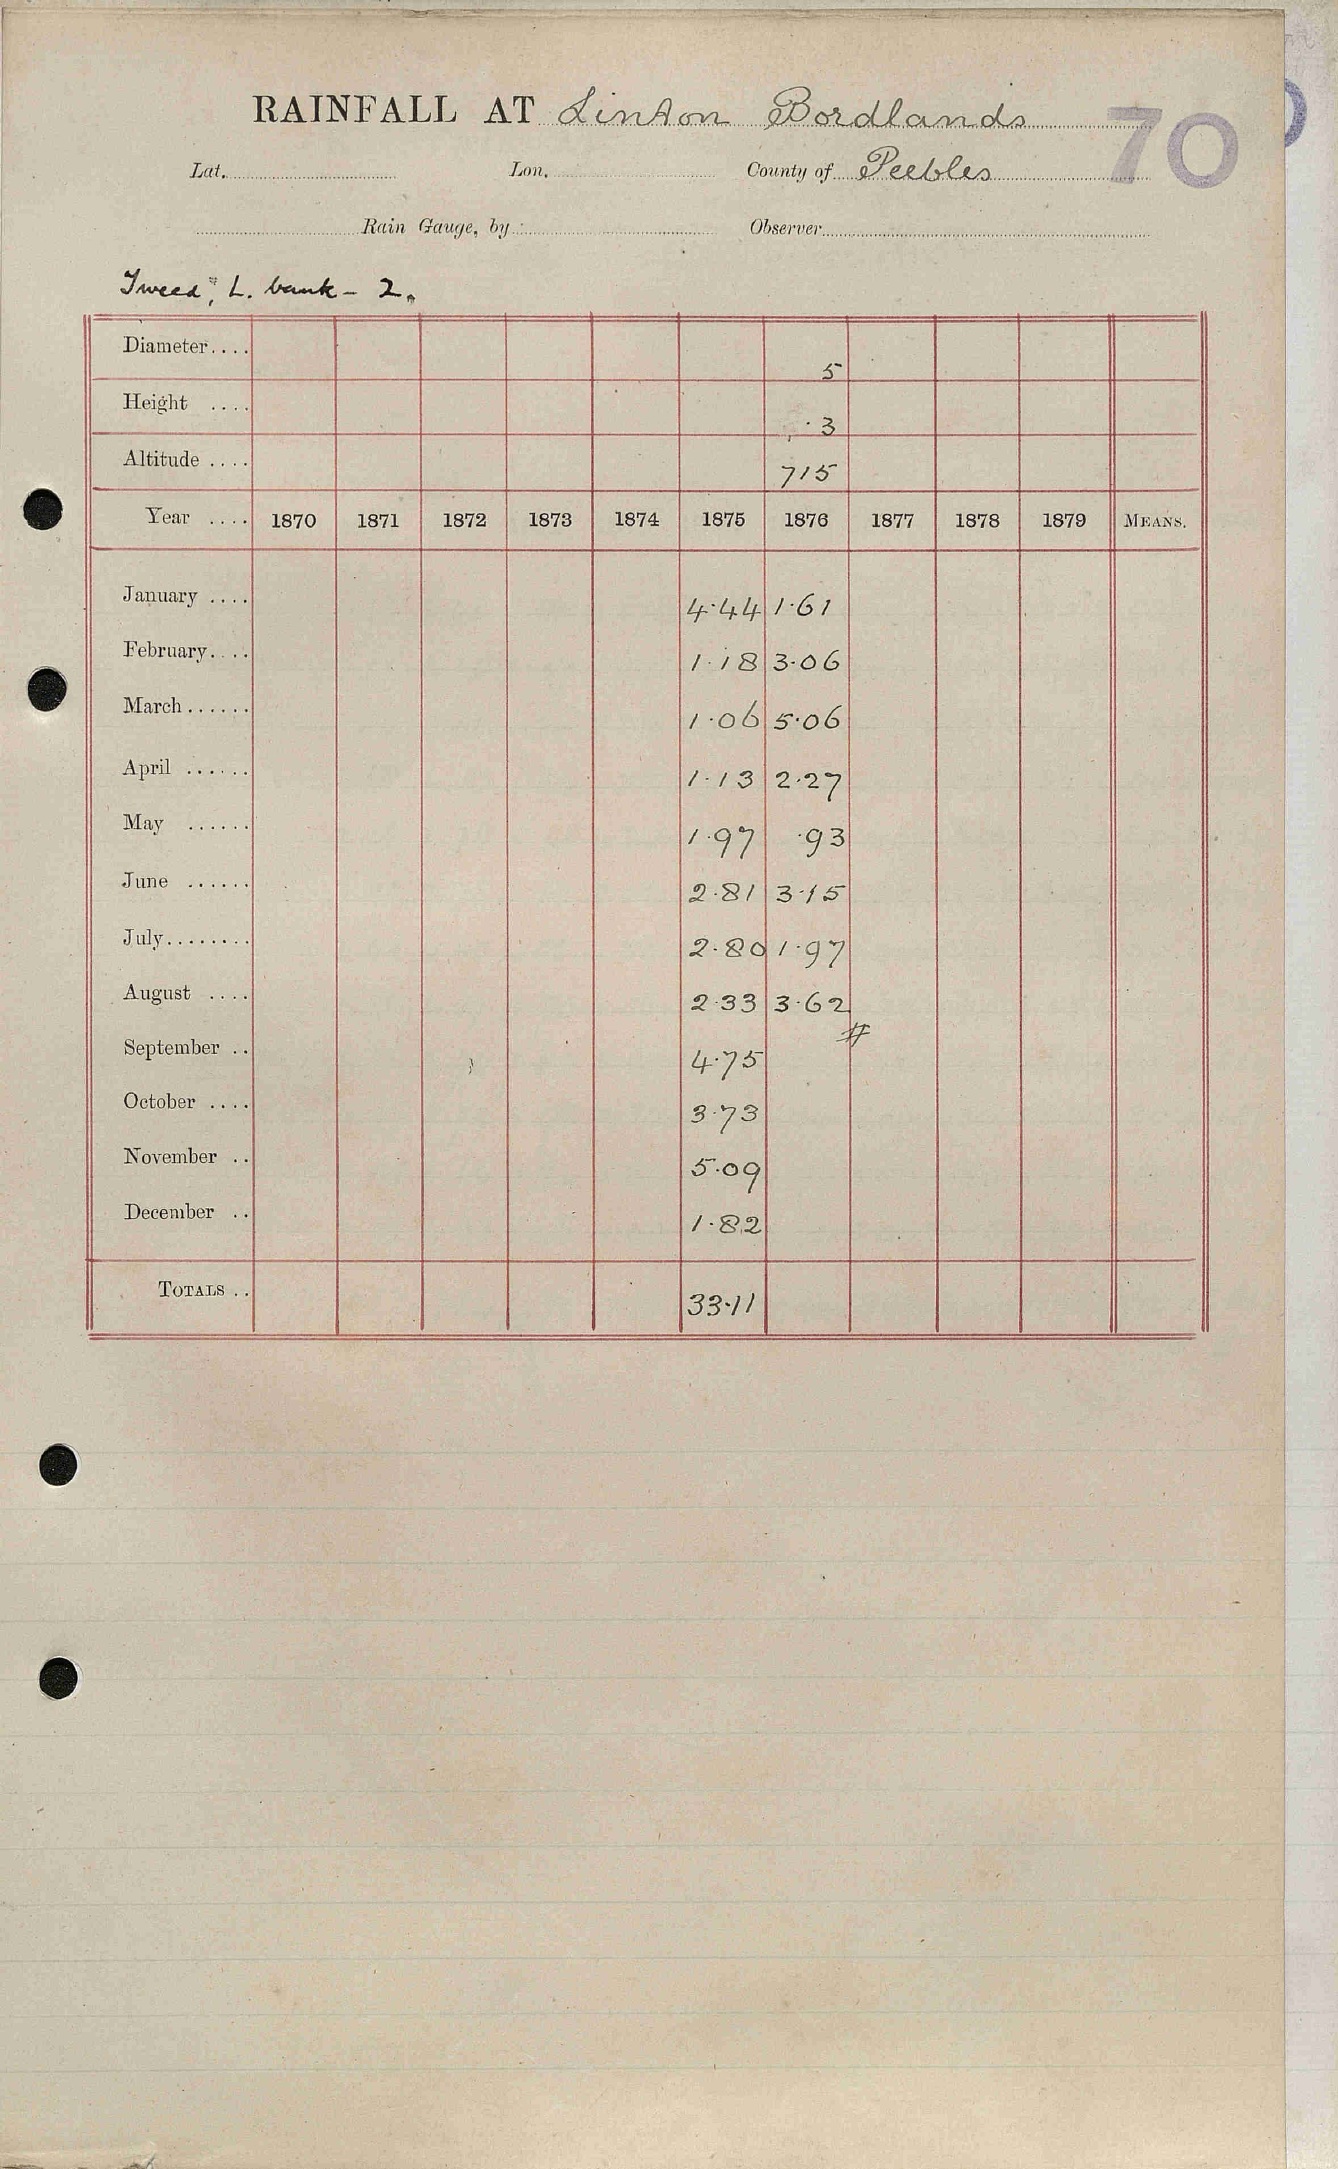 RAINFALL AT Linton Bordlands 70
Lat. Lon. County of Peebles
Rain Gauge, by Observer
Tweed, L. bank - 2.
Diameter.... 5
Height .... ·3
Altitude .... 715
Year .... 1870 1871 1872 1873 1874 1875 1876 1877 1878 1879 MEANS.
January .... 4·44 1·61
February.... 1·18 3·06
March...... 1·06 5·06
April ...... 1·13 2·27
May ...... 1·97 ·93
June ...... 2·81 3·15
July........ 2·80 1·97
August .... 2·33 3·62
#
September .. 4·75
October .... 3·73
November .. 5·09
December .. 1·82
TOTALS .. 33·11